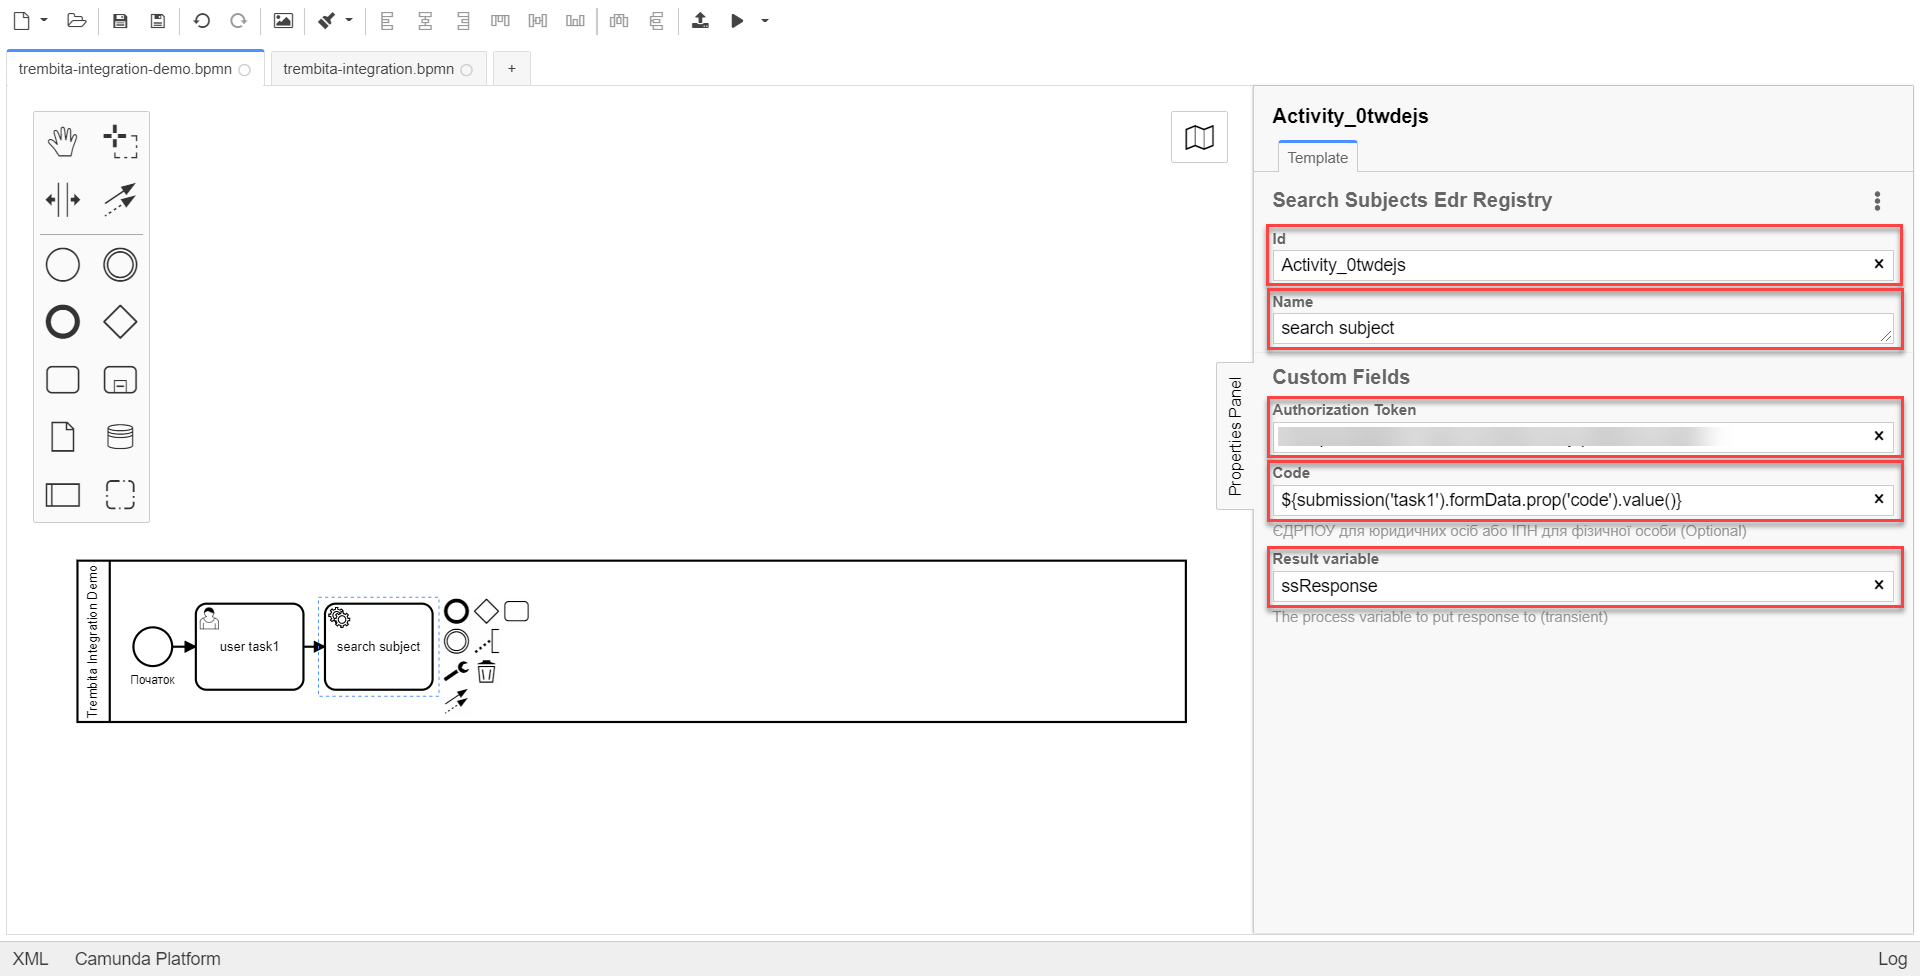 trembita-integration-demo.bpmn
trembita-integration.bpmn
+
Activity_0twdejs
Template
Search Subjects Edr Registry
Id
Activity_0twdejs
Name
search subject
Custom Fields
Authorization Token
Code
${submission('task1').formData.prop('code').value()}
ЄДРПОУ для юридичних осіб або ІПН для фізичної особи (Optional)
Result variable
ssResponse
The process variable to put response to (transient)
Properties Panel
Trembita Integration Demo
Початок
user task1
search subject
XML
Camunda Platform
Log